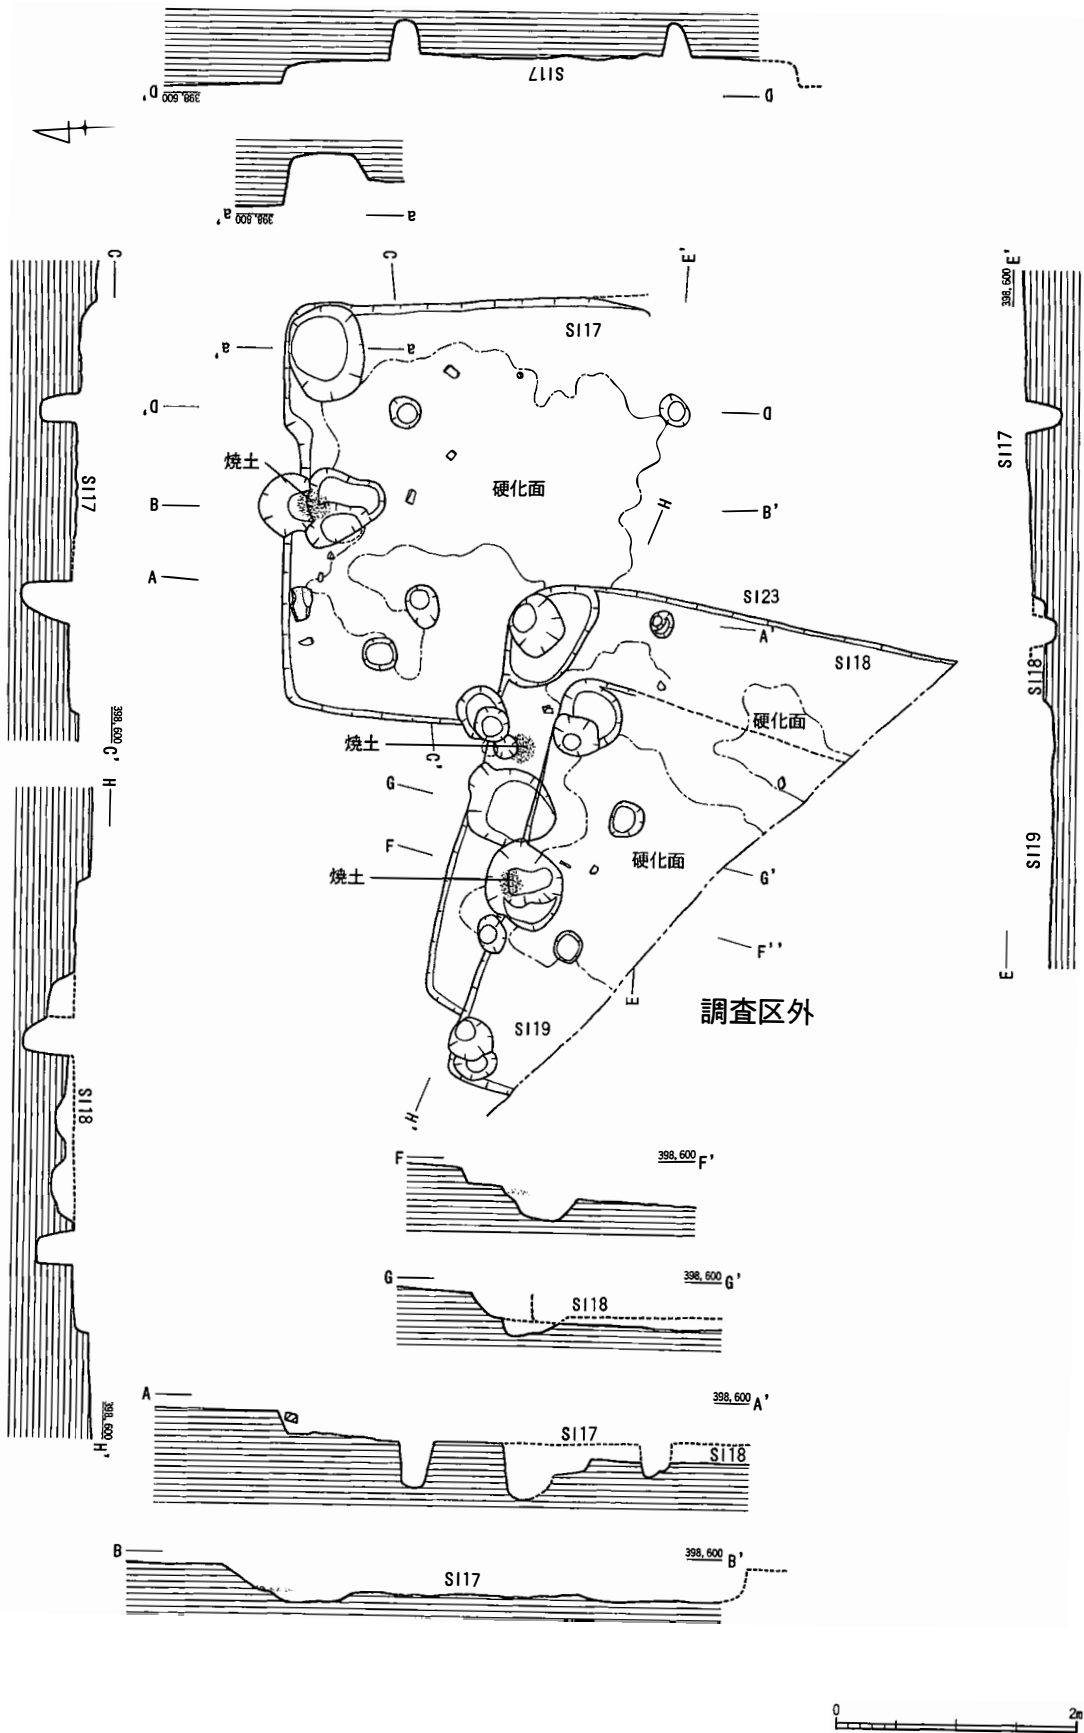 SI17
D' 398,600
D
a' 398,600
a
C
C
E'
398,600 E'
SI17
a'
a
D'
D
焼土
硬化面
SI17
SI17
B
B'
H
A
SI23
A'
SI18
SI18
398,600
C'
焼土
硬化面
C'
H
G
F
焼土
硬化面
G'
SI19
F''
E
E
調査区外
SI19
SI18
H'
F
398,600 F'
G
398,600 G'
SI18
A
398,600 A'
398,600
H'
SI17
SI18
B
398,600 B'
SI17
0
2m